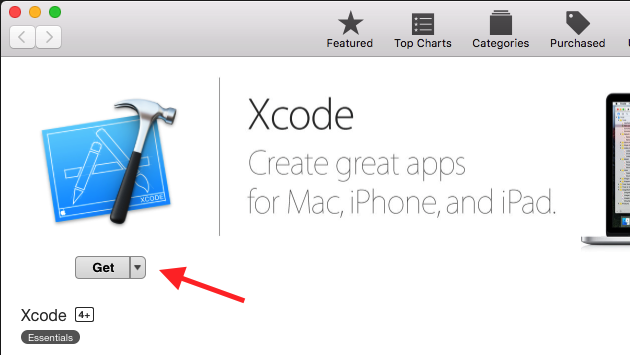 Featured
Top Charts
Categories
Purchased
Xcode
Create great apps
for Mac, iPhone, and iPad.
XCODE
Get
Xcode 4+
Essentials